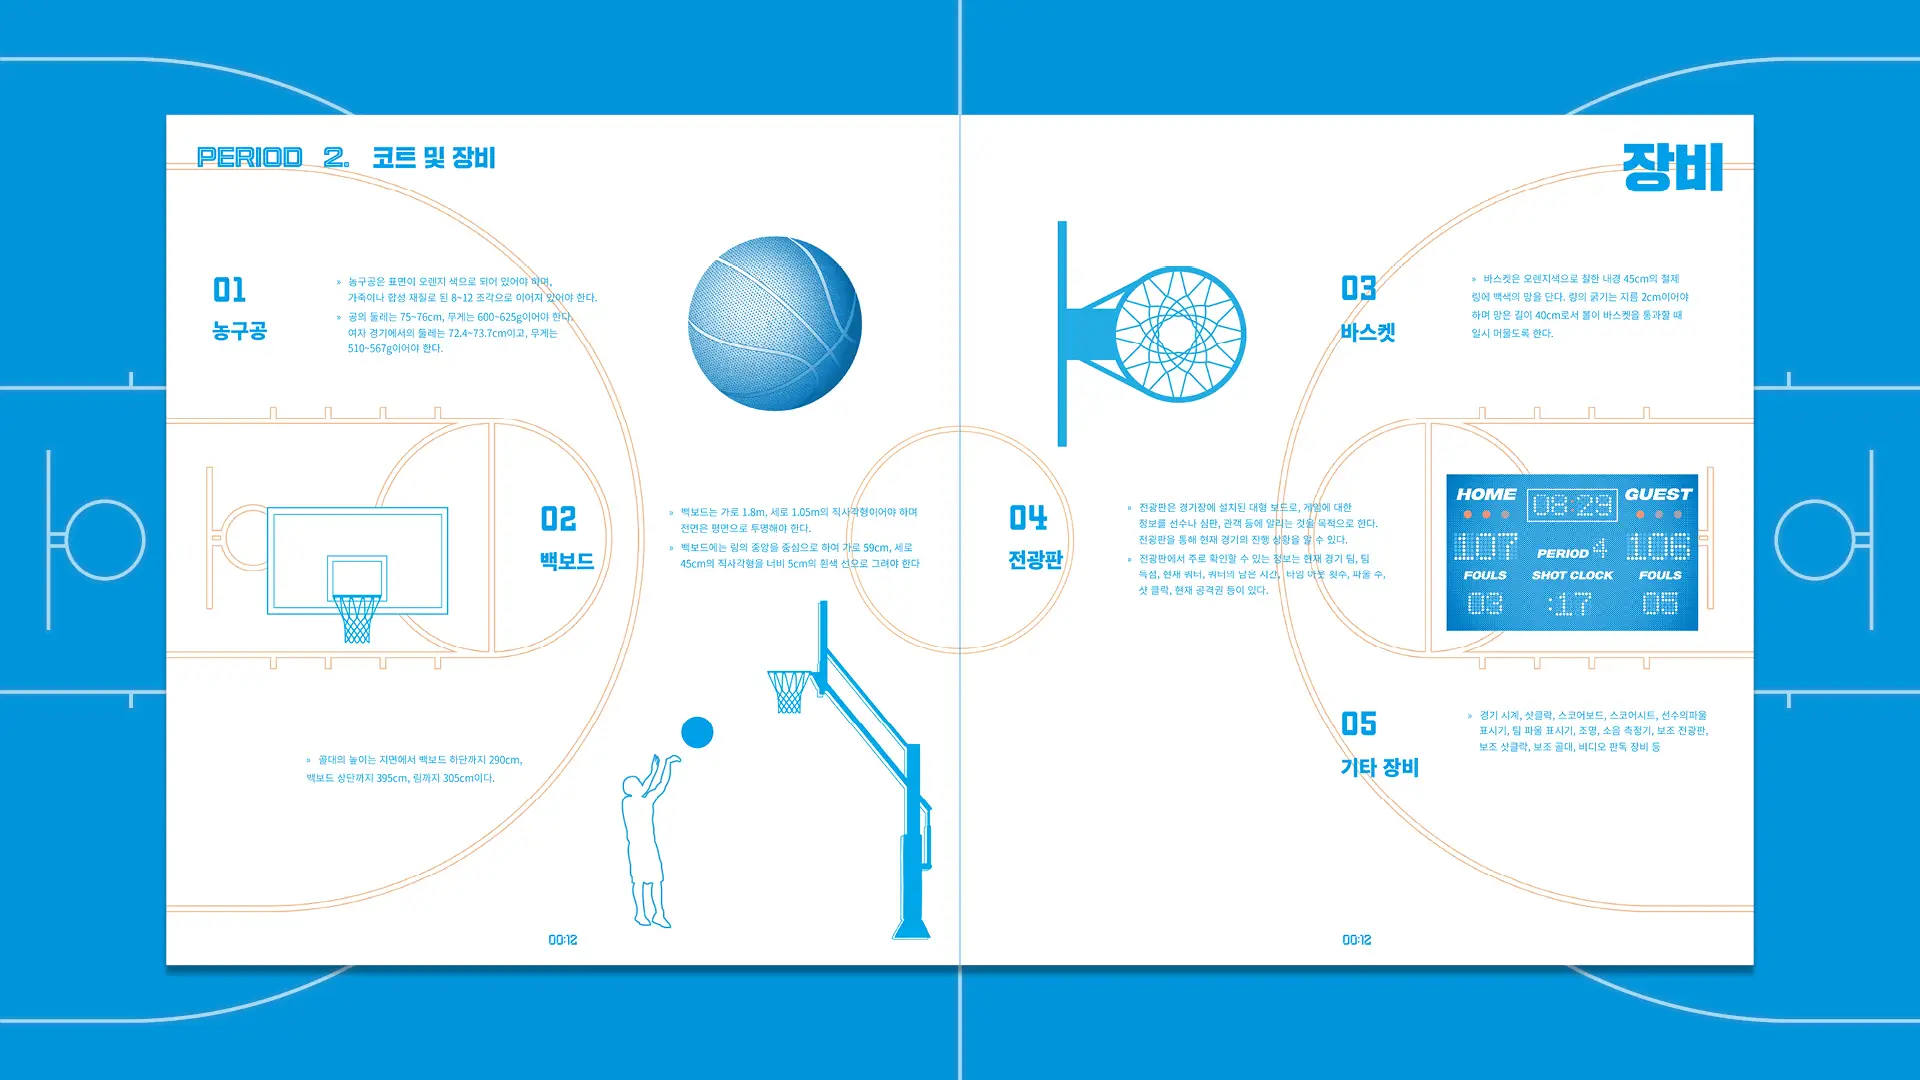 PERIOD 2. 코트 및 장비
장비
01
농구공
» 농구공은 표면이 오렌지 색으로 되어 있어야 하며,
가죽이나 합성 재질로 된 8~12 조각으로 이어져 있어야 한다.
» 공의 둘레는 75~76cm, 무게는 600~625g이어야 한다.
여자 경기에서의 둘레는 72.4~73.7cm이고, 무게는
510~567g이어야 한다.
02
백보드
» 백보드는 가로 1.8m, 세로 1.05m의 직사각형이어야 하며
전면은 평면으로 투명해야 한다.
» 백보드에는 링의 중앙을 중심으로 하여 가로 59cm, 세로
45cm의 직사각형을 너비 5cm의 흰색 선으로 그려야 한다
» 골대의 높이는 지면에서 백보드 하단까지 290cm,
백보드 상단까지 395cm, 림까지 305cm이다.
00:12
03
바스켓
» 바스켓은 오렌지색으로 칠한 내경 45cm의 철제
링에 백색의 망을 단다. 량의 굵기는 지름 2cm이어야
하며 망은 길이 40cm로서 볼이 바스켓을 통과할 때
일시 머물도록 한다.
04
전광판
» 전광판은 경기장에 설치된 대형 보드로, 게임에 대한
정보를 선수나 심판, 관객 등에 알리는 것을 목적으로 한다.
전광판을 통해 현재 경기의 진행 상황을 알 수 있다.
» 전광판에서 주로 확인할 수 있는 정보는 현재 경기 팀, 팀
득점, 현재 쿼터, 쿼터의 남은 시간, 타임 아웃 횟수, 파울 수,
샷 클락, 현재 공격권 등이 있다.
HOME 08:29 GUEST
107 PERIOD 4 106
FOULS SHOT CLOCK FOULS
03 :17 05
05
기타 장비
» 경기 시계, 샷클락, 스코어보드, 스코어시트, 선수의파울
표시기, 팀 파울 표시기, 조명, 소음 측정기, 보조 전광판,
보조 샷클락, 보조 골대, 비디오 판독 장비 등
00:12